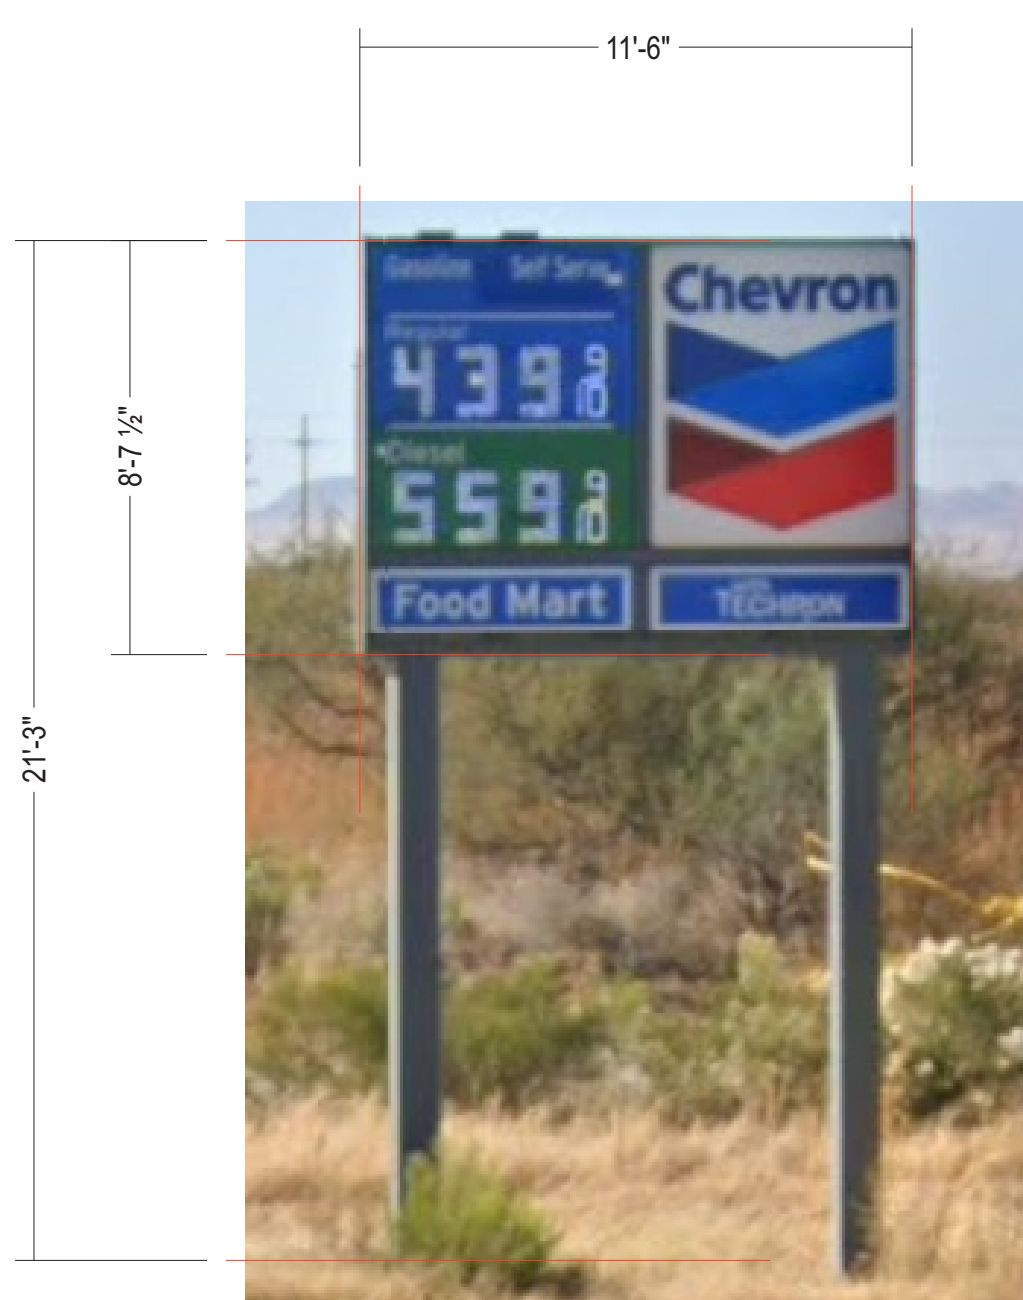 11'-6"
8'-7 ½"
21'-3"
Gasoline Self Serve
Regular
4 3 9 9
10
Diesel
5 5 9 9
10
Chevron
Food Mart
TECHRON